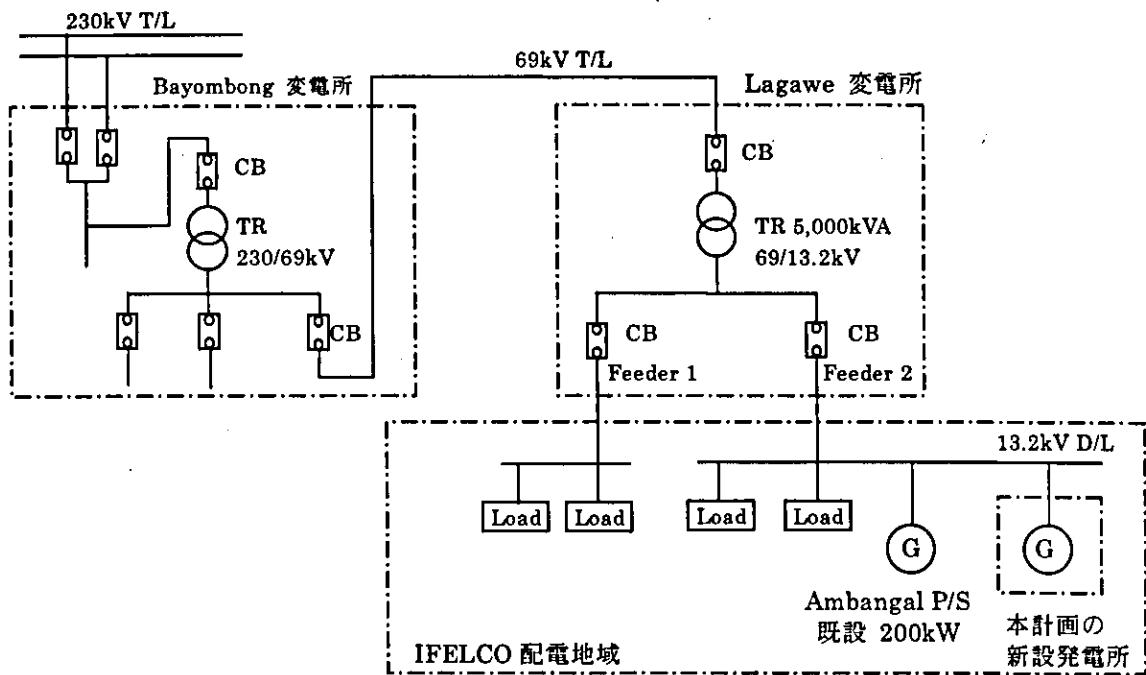 230kV T/L
69kV T/L
Bayombong 変電所
Lagawe 変電所
CB
TR
230/69kV
CB
CB
TR 5,000kVA
69/13.2kV
CB
CB
Feeder 1
Feeder 2
13.2kV D/L
Load
Load
Load
Load
G
G
Ambangal P/S
既設 200kW
本計画の
新設発電所
IFELCO 配電地域